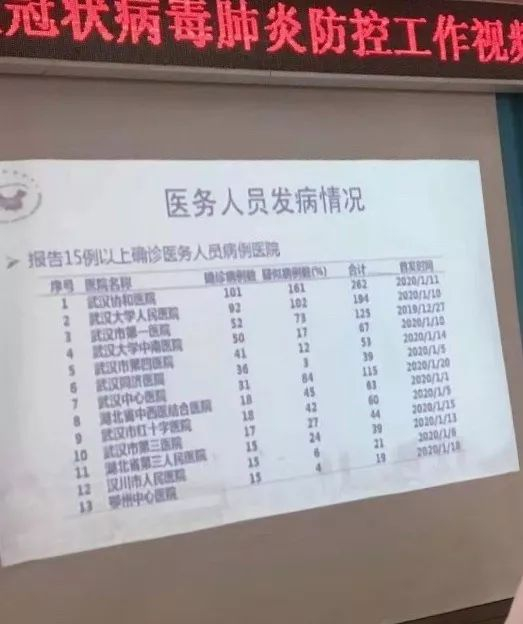 冠状病毒肺炎防控工作视频
医务人员发病情况
➢ 报告15例以上确诊医务人员病例医院
序号 医院名称 确诊病例数 疑似病例数(%) 合计 首发时间
1 武汉协和医院 101 161 262 2020/1/11
2 武汉大学人民医院 92 102 194 2020/1/10
3 武汉市第一医院 52 73 125 2019/12/27
4 武汉大学中南医院 50 17 67 2020/1/10
5 武汉市第四医院 41 12 53 2020/1/14
6 武汉同济医院 36 3 39 2020/1/5
7 武汉中心医院 31 84 115 2020/1/20
8 湖北省中西医结合医院 18 45 63 2020/1/1
9 武汉市红十字医院 18 42 60 2020/1/5
10 武汉市第三医院 17 27 44 2020/1/15
11 湖北省第三人民医院 15 24 39 2020/1/13
12 汉川市人民医院 15 6 21 2020/1/6
13 鄂州中心医院 15 4 19 2020/1/18